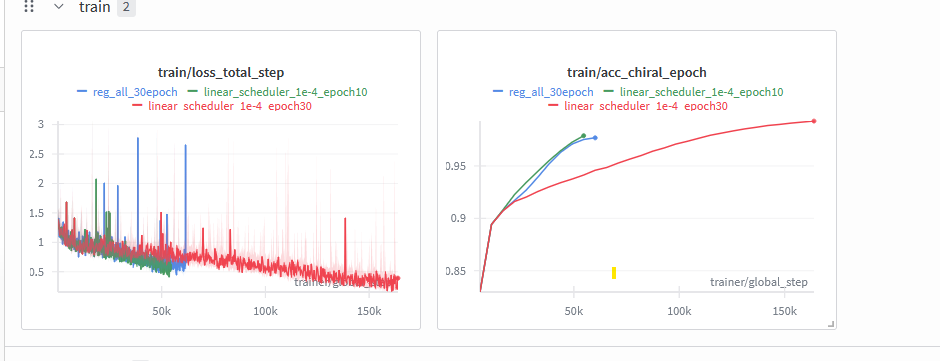 train 2
train/loss_total_step
reg_all_30epoch linear_scheduler_1e-4_epoch10
linear_scheduler_1e-4_epoch30
3
2.5
2
1.5
1
0.5
trainer/global_step
50k 100k 150k
train/acc_chiral_epoch
reg_all_30epoch linear_scheduler_1e-4_epoch10
linear_scheduler_1e-4_epoch30
0.95
0.9
0.85
trainer/global_step
50k 100k 150k